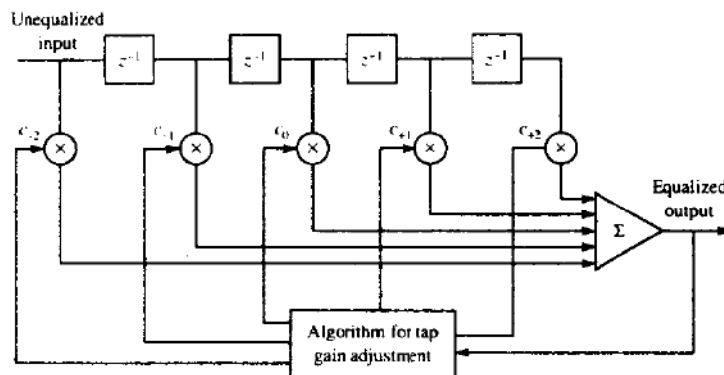 Unequalized
input
z⁻¹ z⁻¹ z⁻¹ z⁻¹
c₋₂ c₋₁ c₀ c₊₁ c₊₂
× × × × ×
Equalized
output
Σ
Algorithm for tap
gain adjustment